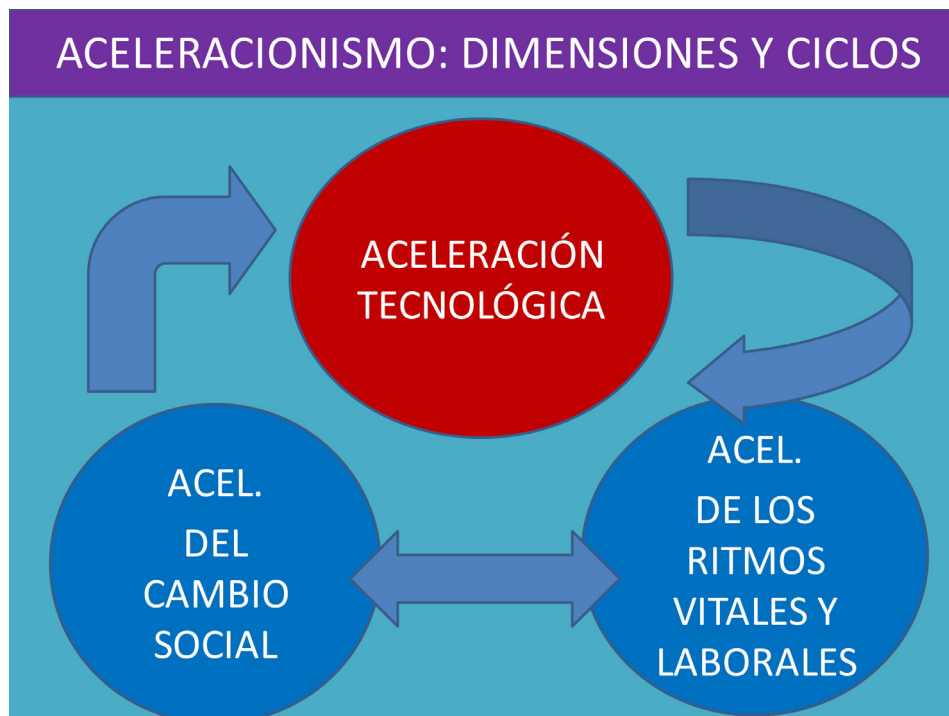 ACELERACIONISMO: DIMENSIONES Y CICLOS
ACELERACIÓN
TECNOLÓGICA
ACEL.
DEL
CAMBIO
SOCIAL
ACEL.
DE LOS
RITMOS
VITALES Y
LABORALES